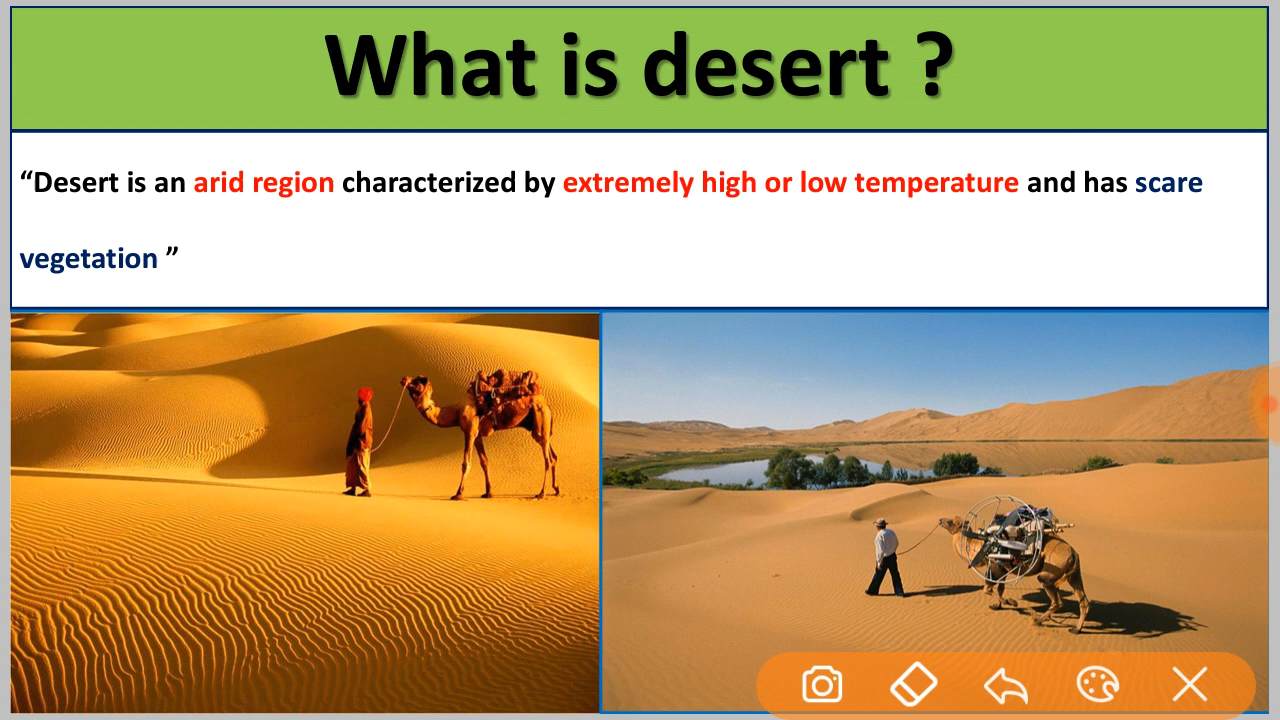 What is desert ?
“Desert is an arid region characterized by extremely high or low temperature and has scare
vegetation ”